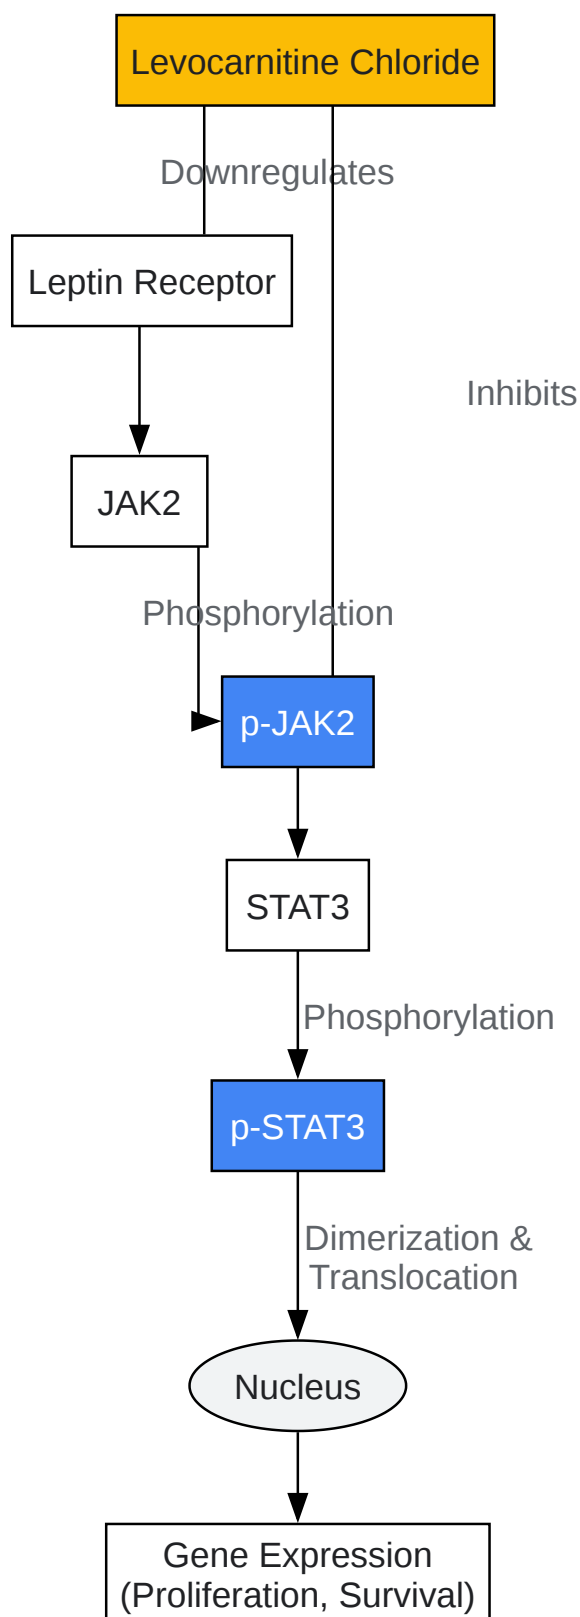 Levocarnitine Chloride
Downregulates
Leptin Receptor
Inhibits
JAK2
Phosphorylation
p-JAK2
STAT3
Phosphorylation
p-STAT3
Dimerization &
Translocation
Nucleus
Gene Expression
(Proliferation, Survival)